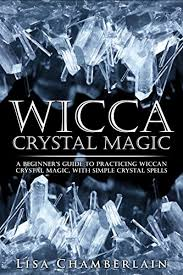 WICCA
CRYSTAL MAGIC
A BEGINNER'S GUIDE TO PRACTICING WICCAN
CRYSTAL MAGIC, WITH SIMPLE CRYSTAL SPELLS
LISA CHAMBERLAIN